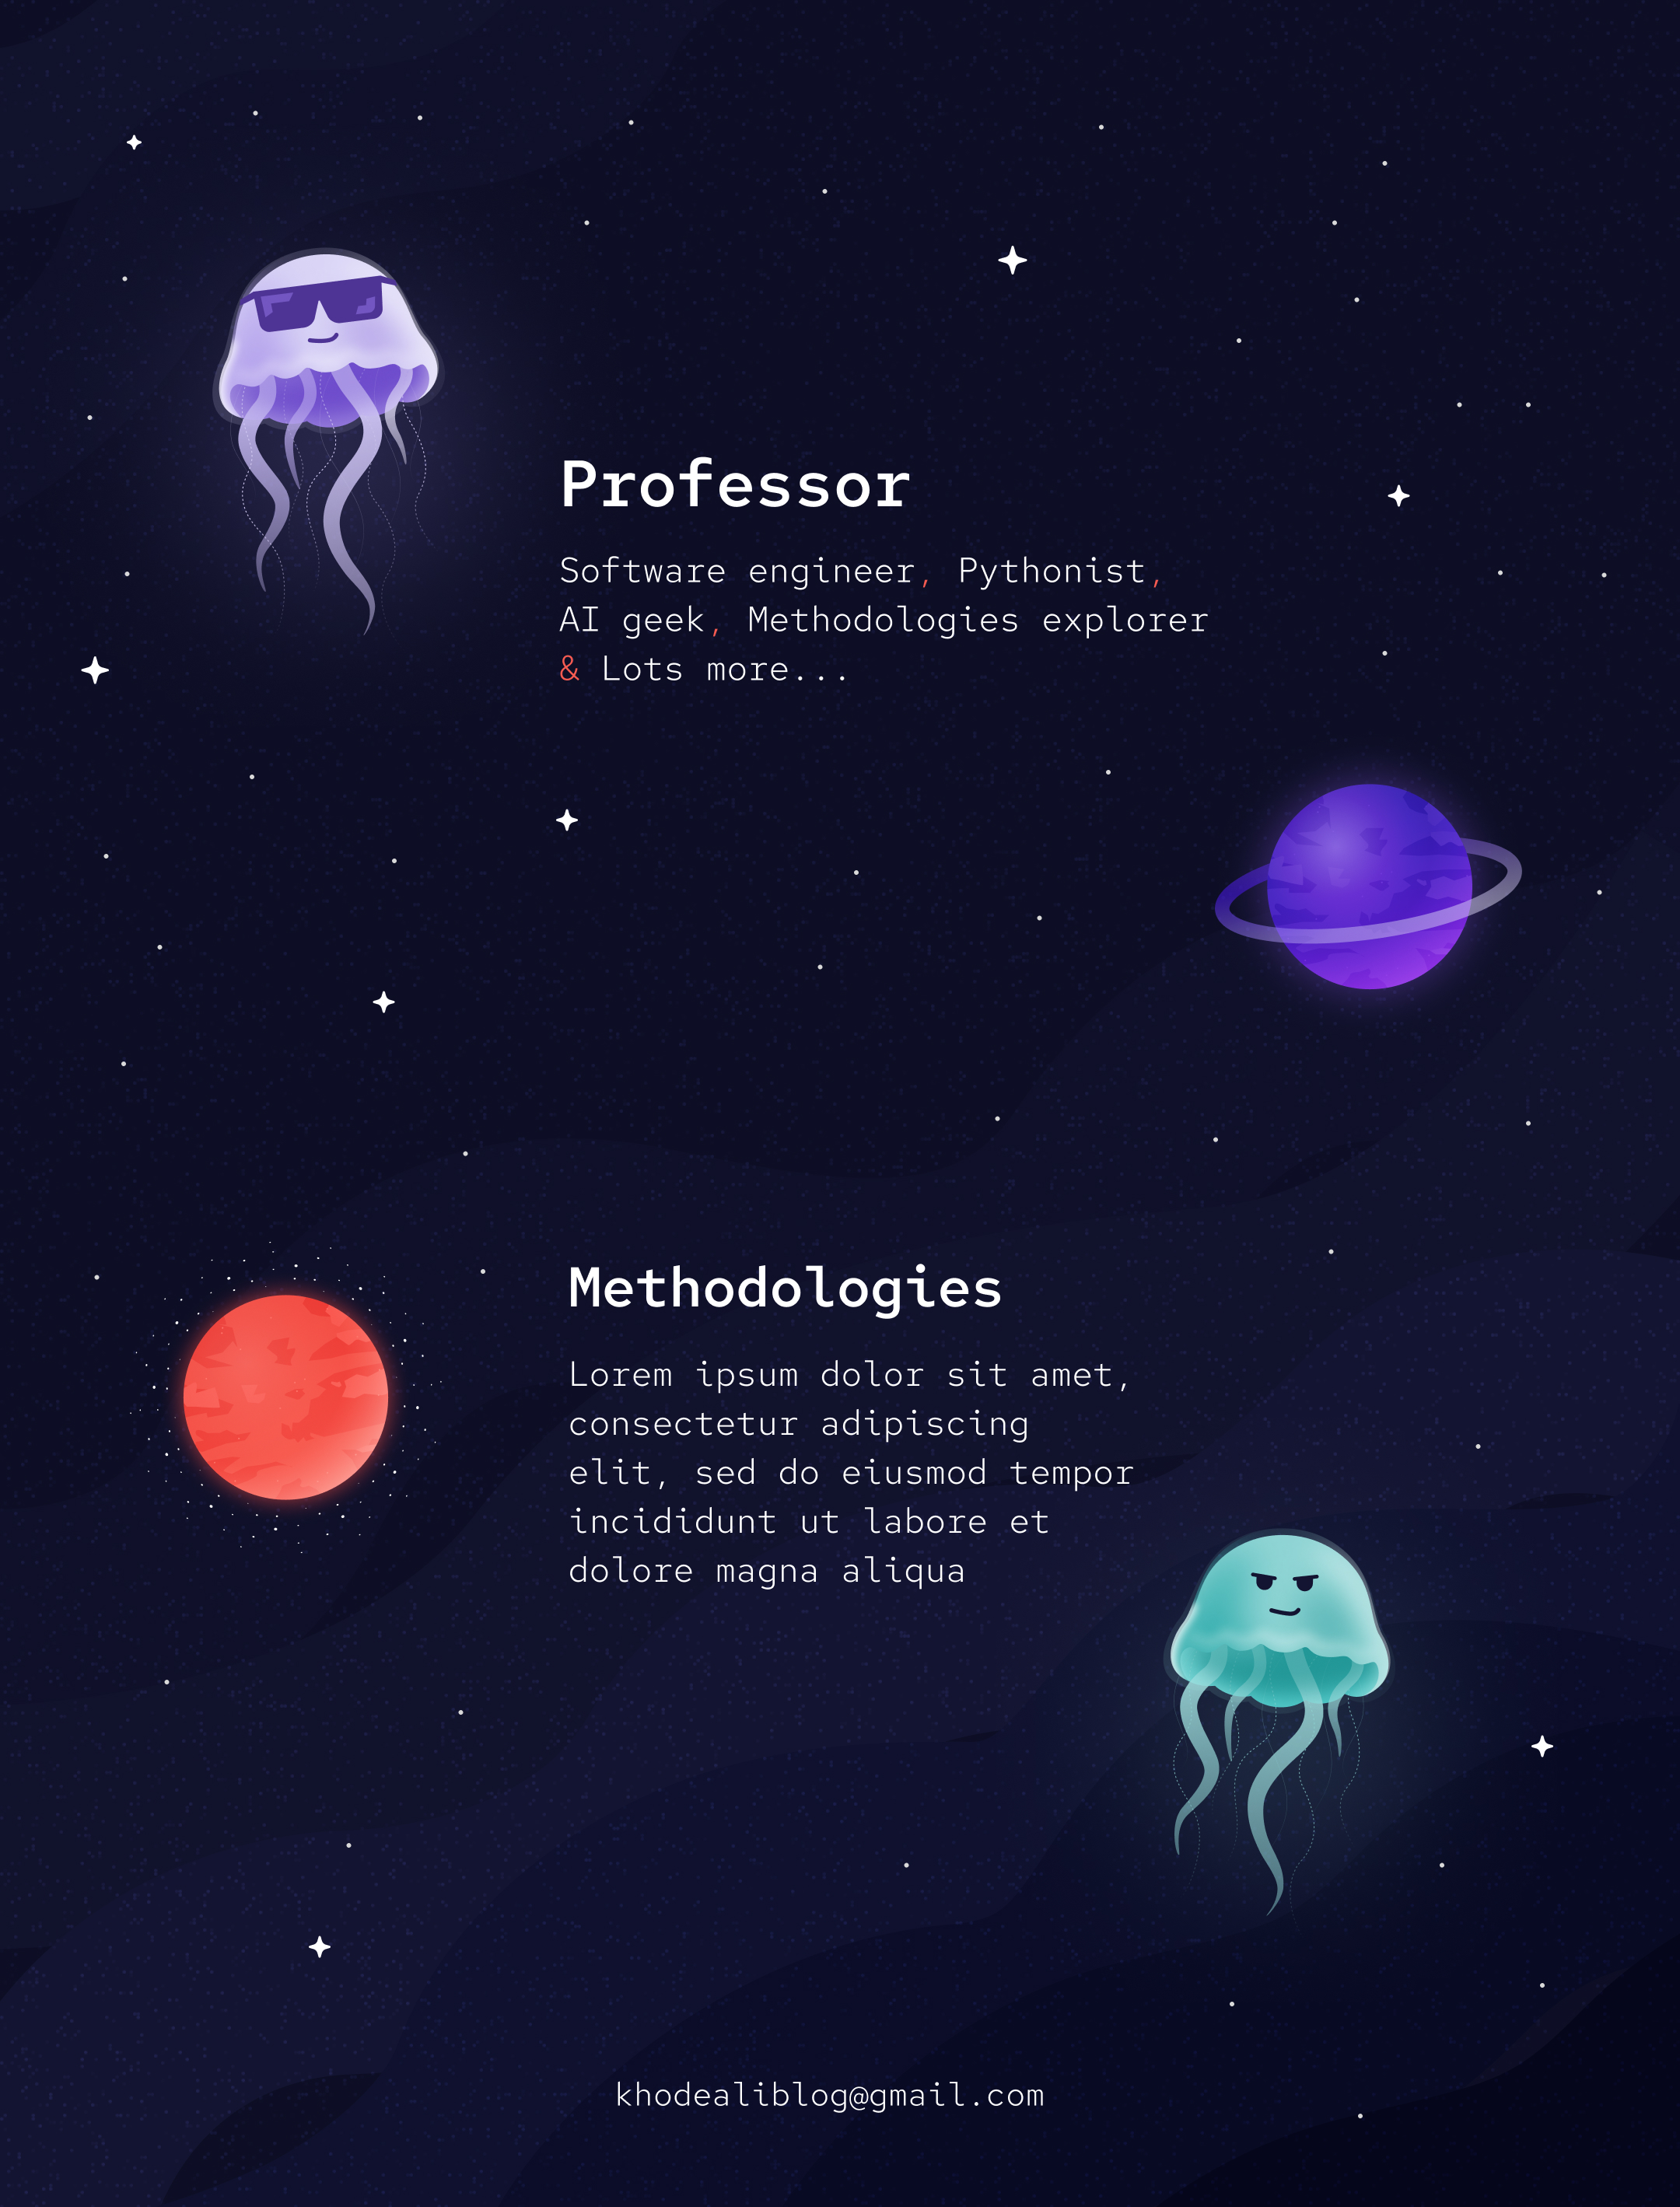 Professor
Software engineer, Pythonist,
AI geek, Methodologies explorer
& Lots more...
Methodologies
Lorem ipsum dolor sit amet,
consectetur adipiscing
elit, sed do eiusmod tempor
incididunt ut labore et
dolore magna aliqua
khodealiblog@gmail.com